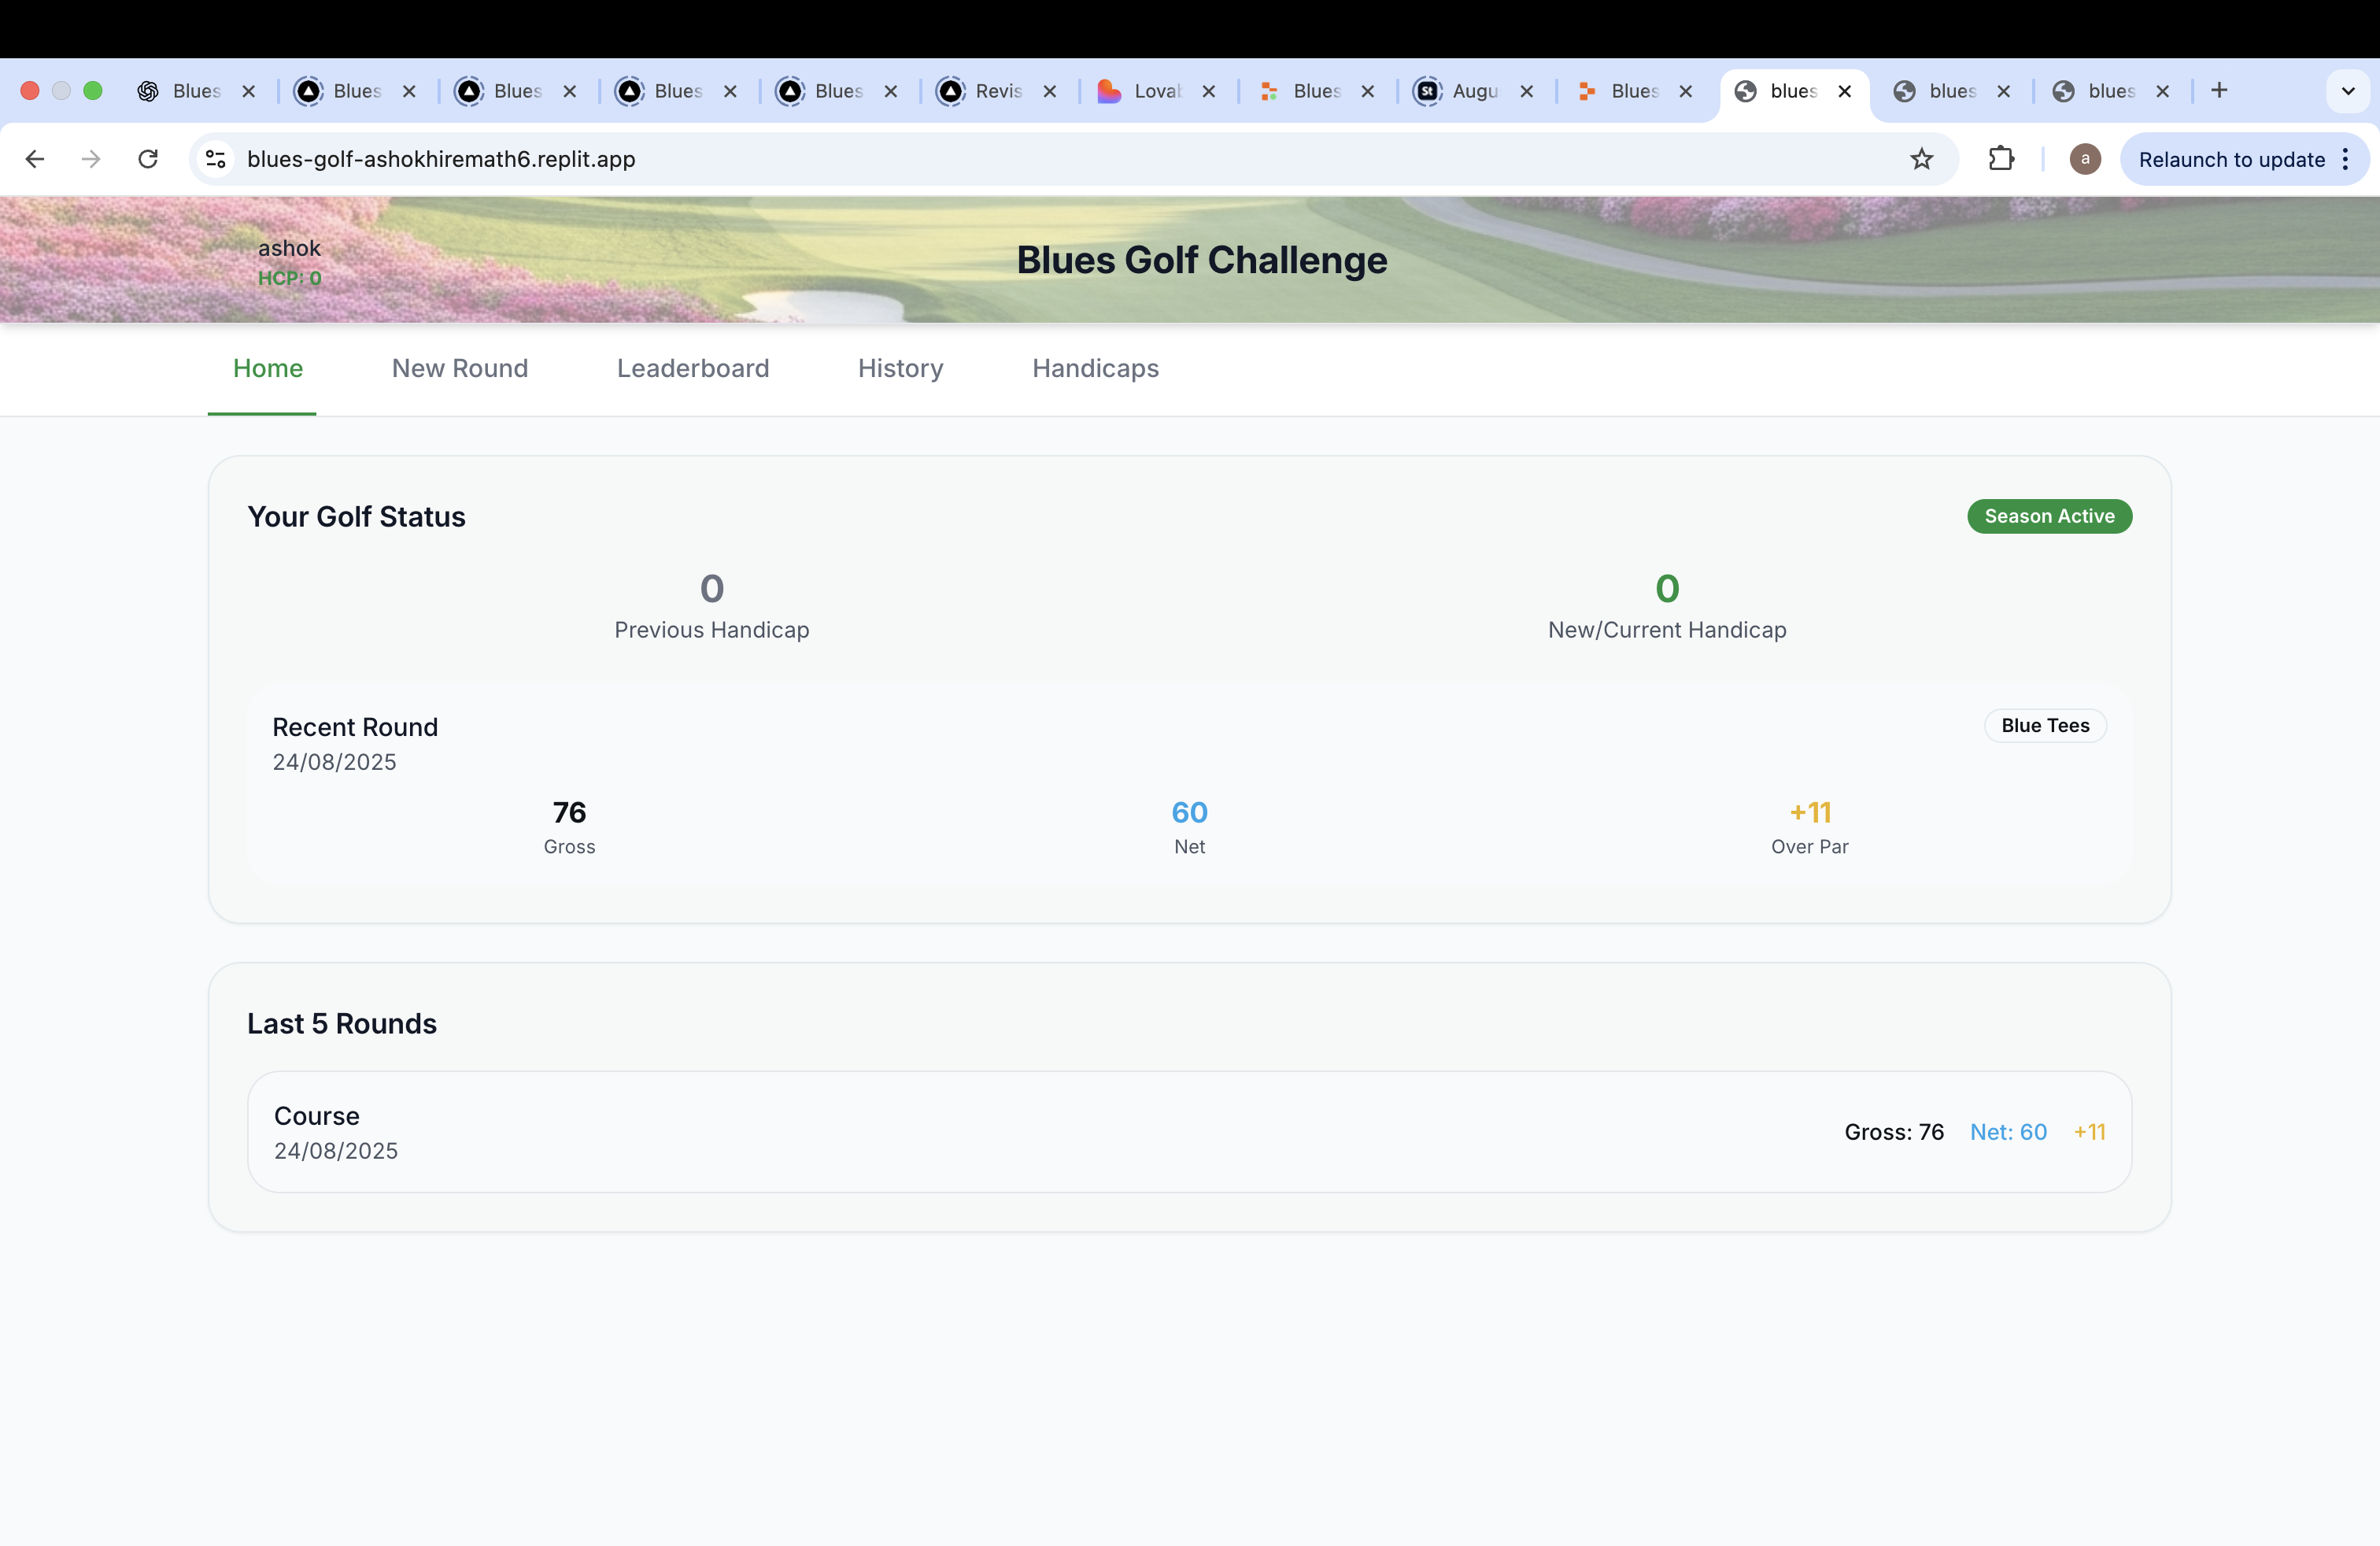 Blues
Blues
Blues
Blues
Blues
Revis
Lovab
Blues
Augu
Blues
blues
blues
blues
blues-golf-ashokhiremath6.replit.app
a
Relaunch to update
ashok
HCP: 0
Blues Golf Challenge
Home
New Round
Leaderboard
History
Handicaps
Your Golf Status
Season Active
0
0
Previous Handicap
New/Current Handicap
Recent Round
Blue Tees
24/08/2025
76
60
+11
Gross
Net
Over Par
Last 5 Rounds
Course
24/08/2025
Gross: 76
Net: 60
+11